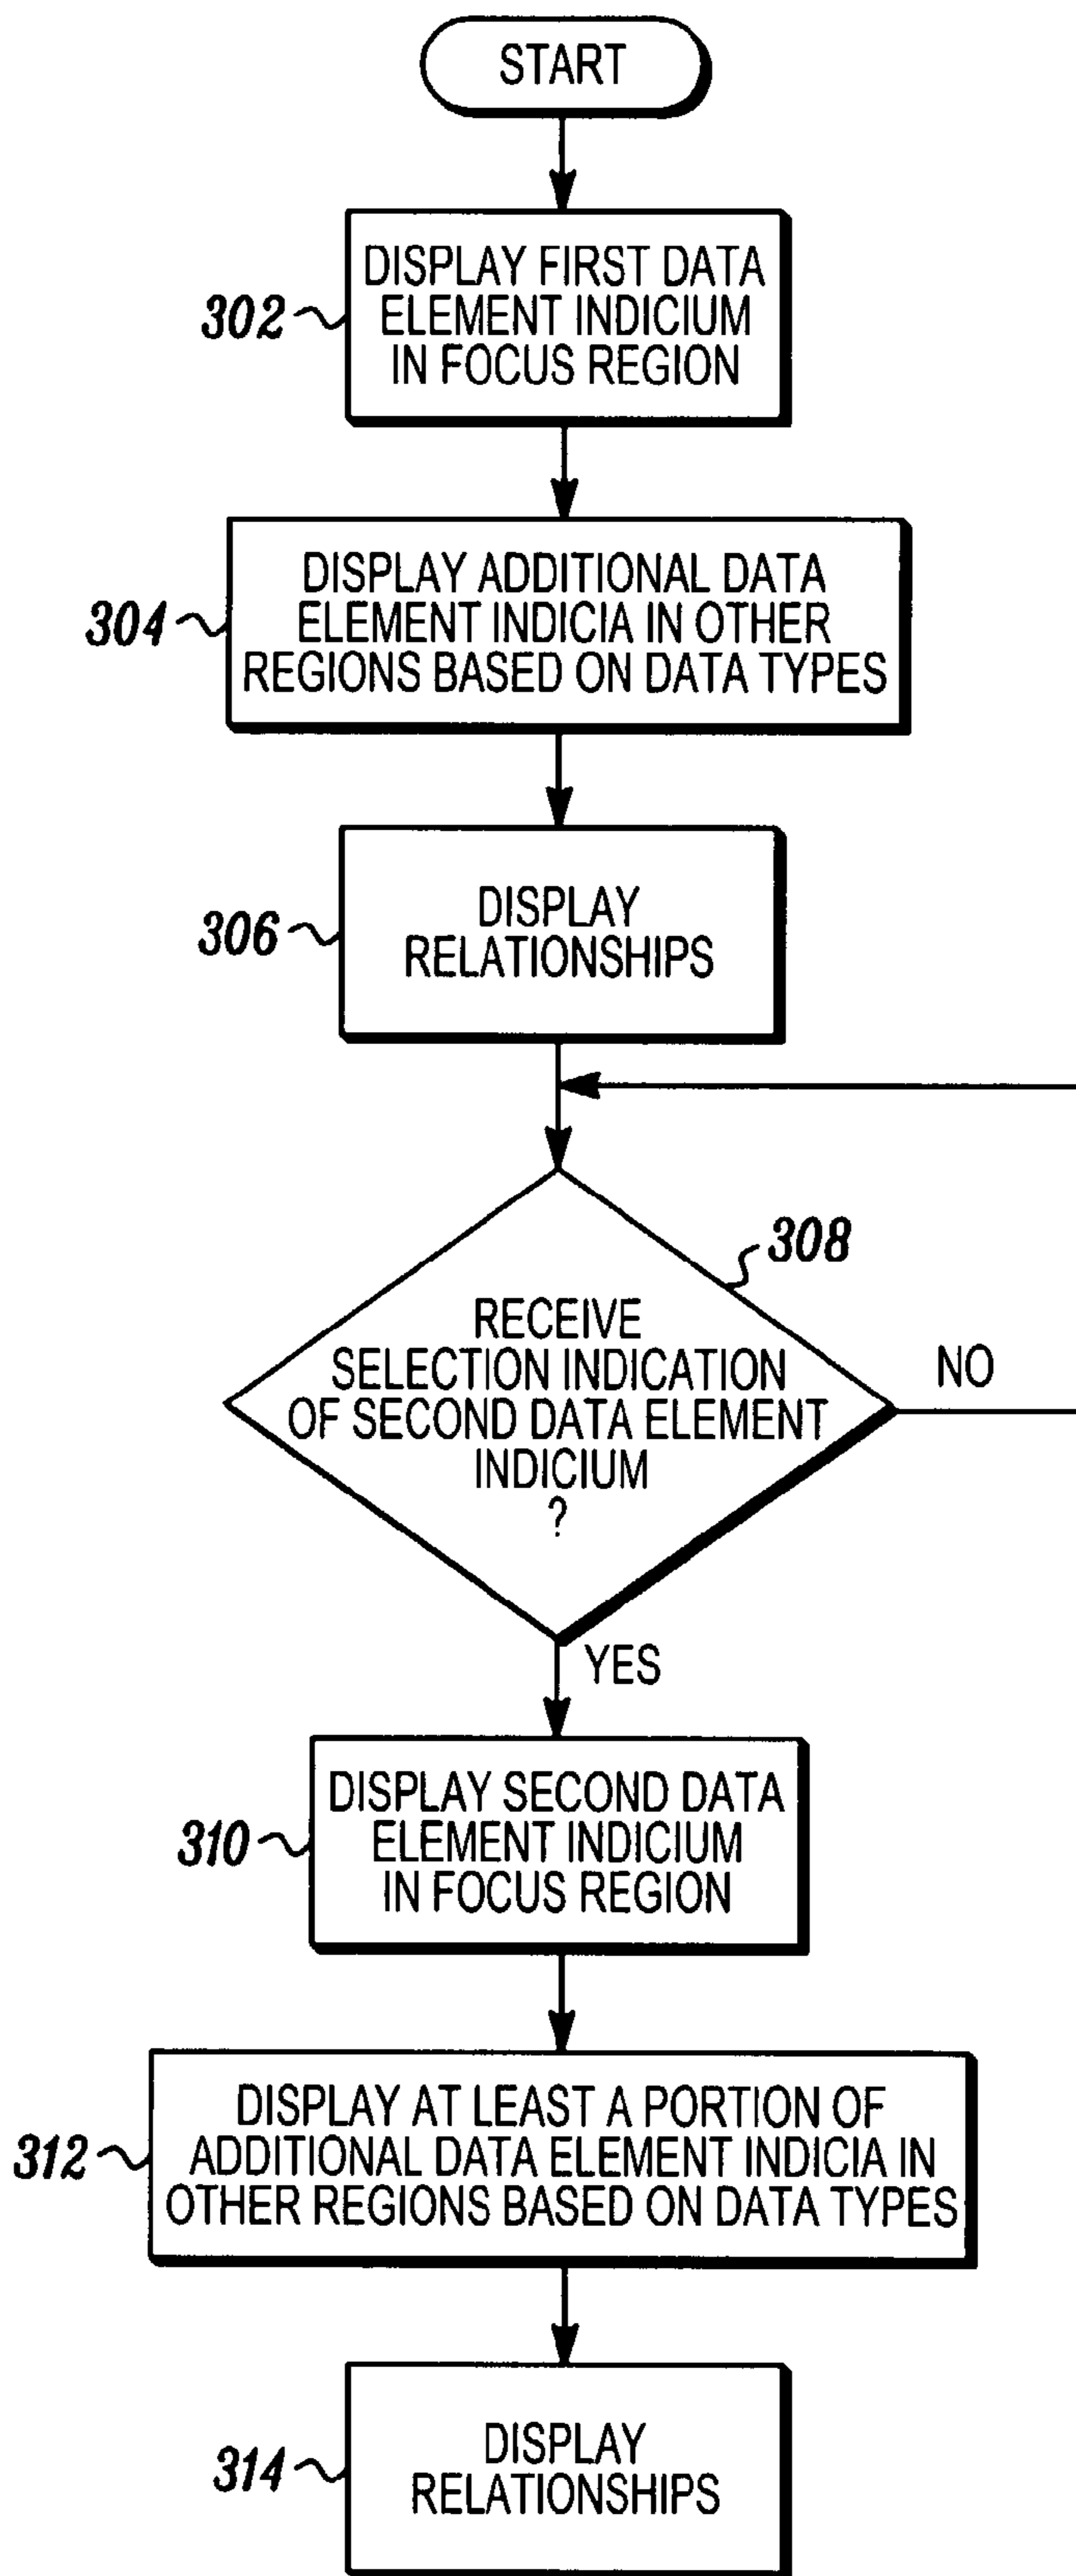 START
302
DISPLAY FIRST DATA
ELEMENT INDICIUM
IN FOCUS REGION
304
DISPLAY ADDITIONAL DATA
ELEMENT INDICIA IN OTHER
REGIONS BASED ON DATA TYPES
306
DISPLAY
RELATIONSHIPS
308
RECEIVE
SELECTION INDICATION
OF SECOND DATA ELEMENT
INDICIUM
?
NO
YES
310
DISPLAY SECOND DATA
ELEMENT INDICIUM
IN FOCUS REGION
312
DISPLAY AT LEAST A PORTION OF
ADDITIONAL DATA ELEMENT INDICIA IN
OTHER REGIONS BASED ON DATA TYPES
314
DISPLAY
RELATIONSHIPS